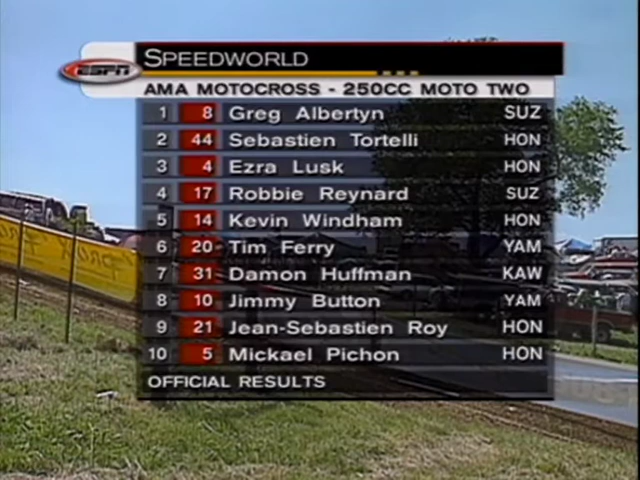 ESPN SPEEDWORLD
AMA MOTOCROSS - 250CC MOTO TWO
1 8 Greg Albertyn SUZ
2 44 Sebastien Tortelli HON
3 4 Ezra Lusk HON
4 17 Robbie Reynard SUZ
5 14 Kevin Windham HON
6 20 Tim Ferry YAM
7 31 Damon Huffman KAW
8 10 Jimmy Button YAM
9 21 Jean-Sebastien Roy HON
10 5 Mickael Pichon HON
OFFICIAL RESULTS